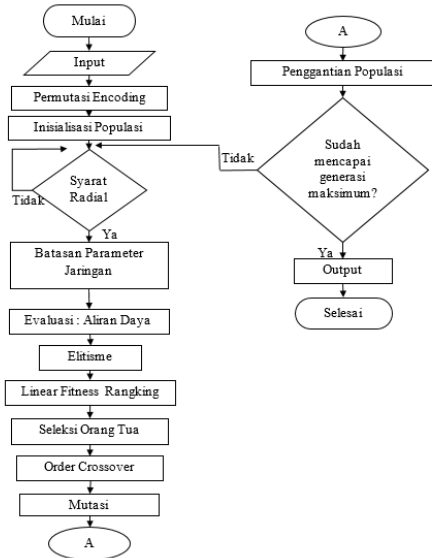 Mulai
Input
Permutasi Encoding
Inisialisasi Populasi
Syarat
Radial
Tidak
Ya
Batasan Parameter
Jaringan
Evaluasi : Aliran Daya
Elitisme
Linear Fitness Rangking
Seleksi Orang Tua
Order Crossover
Mutasi
A
A
Penggantian Populasi
Sudah
mencapai
generasi
maksimum?
Tidak
Ya
Output
Selesai